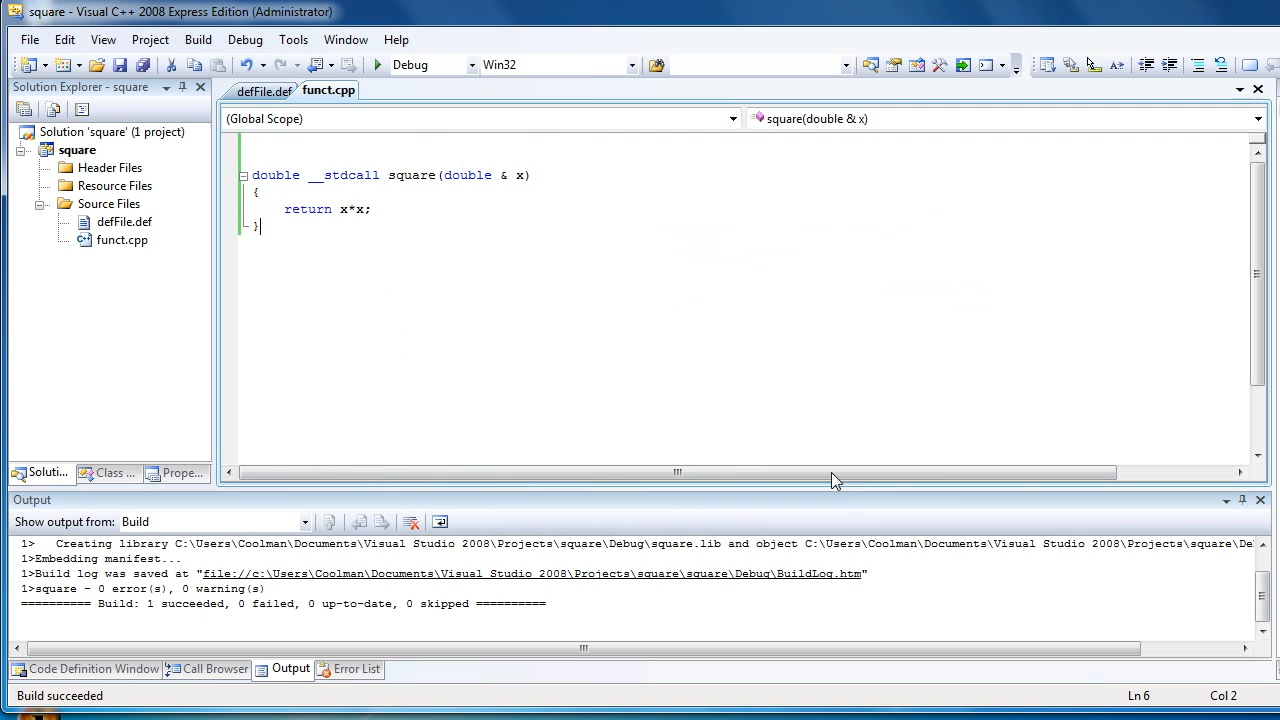 square - Visual C++ 2008 Express Edition (Administrator)
File Edit View Project Build Debug Tools Window Help
Debug Win32
Solution Explorer - square
defFile.def funct.cpp
(Global Scope) square(double & x)
Solution 'square' (1 project)
square
Header Files
Resource Files
Source Files
defFile.def
funct.cpp
double __stdcall square(double & x)
{
return x*x;
}
Soluti... Class ... Prope...
Output
Show output from: Build
1> Creating library C:\Users\Coolman\Documents\Visual Studio 2008\Projects\square\Debug\square.lib and object C:\Users\Coolman\Documents\Visual Studio 2008\Projects\square\De
1>Embedding manifest...
1>Build log was saved at "file://c:\Users\Coolman\Documents\Visual Studio 2008\Projects\square\square\Debug\BuildLog.htm"
1>square - 0 error(s), 0 warning(s)
========== Build: 1 succeeded, 0 failed, 0 up-to-date, 0 skipped ==========
Code Definition Window Call Browser Output Error List
Build succeeded Ln 6 Col 2